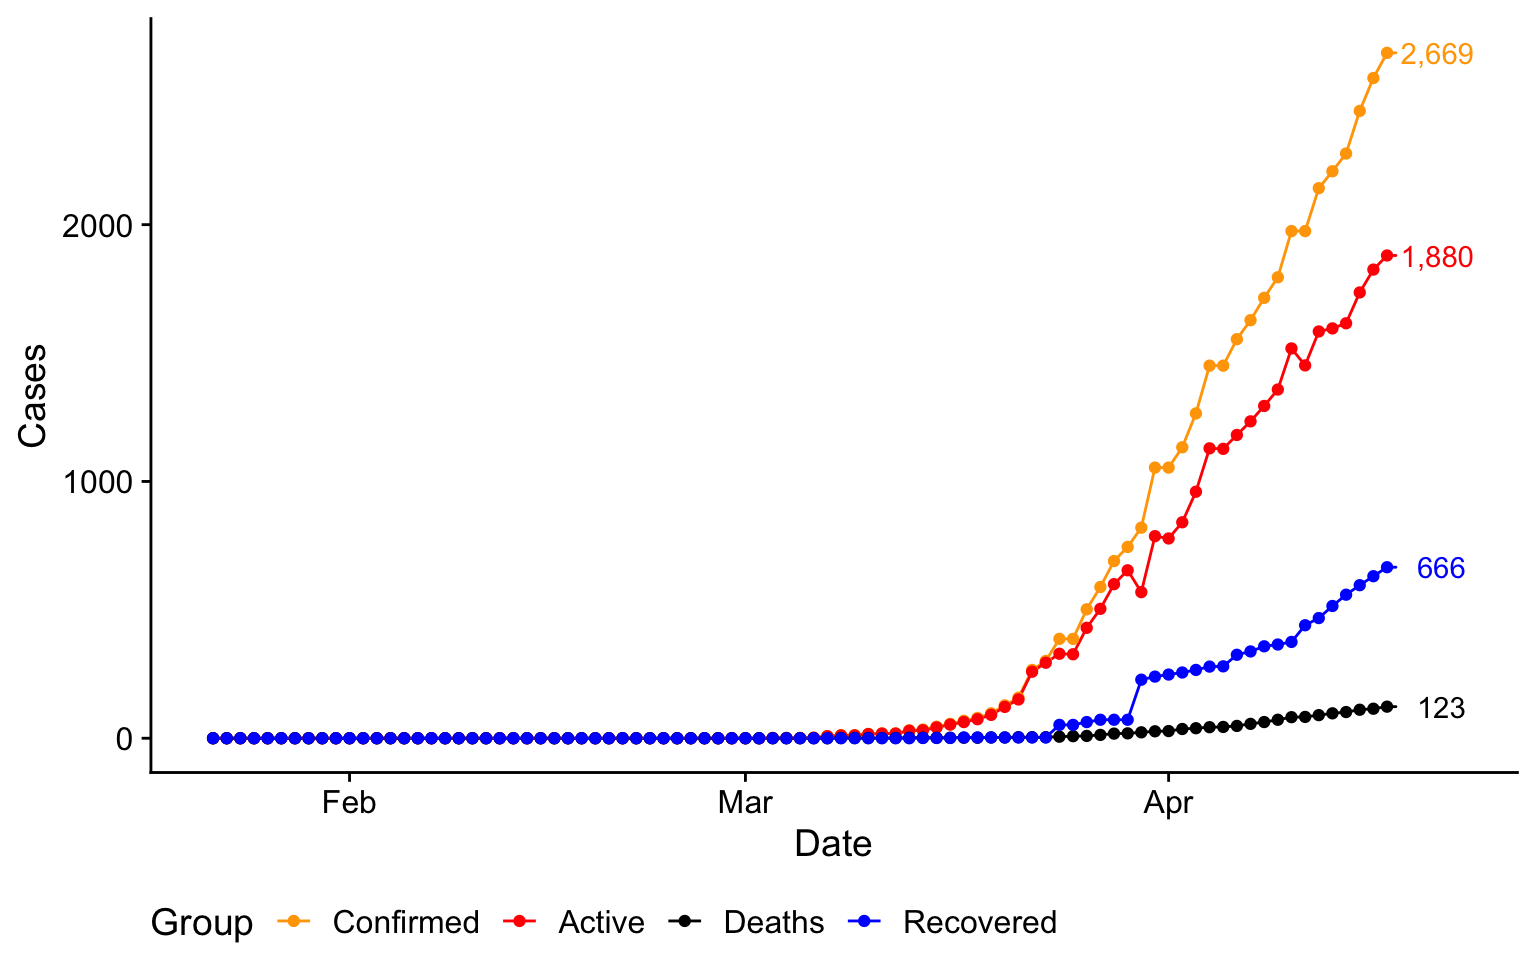 2,669
2000
1,880
Cases
1000
666
123
0
Feb Mar Apr
Date
Group Confirmed Active Deaths Recovered